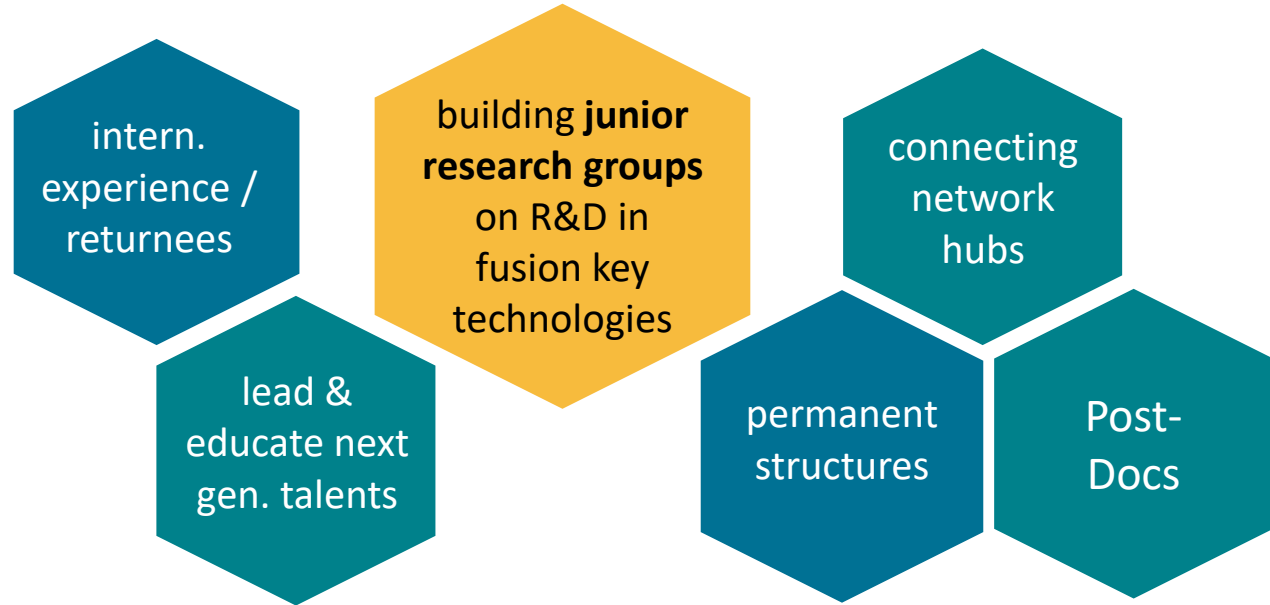 intern.
experience /
returnees
building junior
research groups
on R&D in
fusion key
technologies
connecting
network
hubs
lead &
educate next
gen. talents
permanent
structures
Post-
Docs